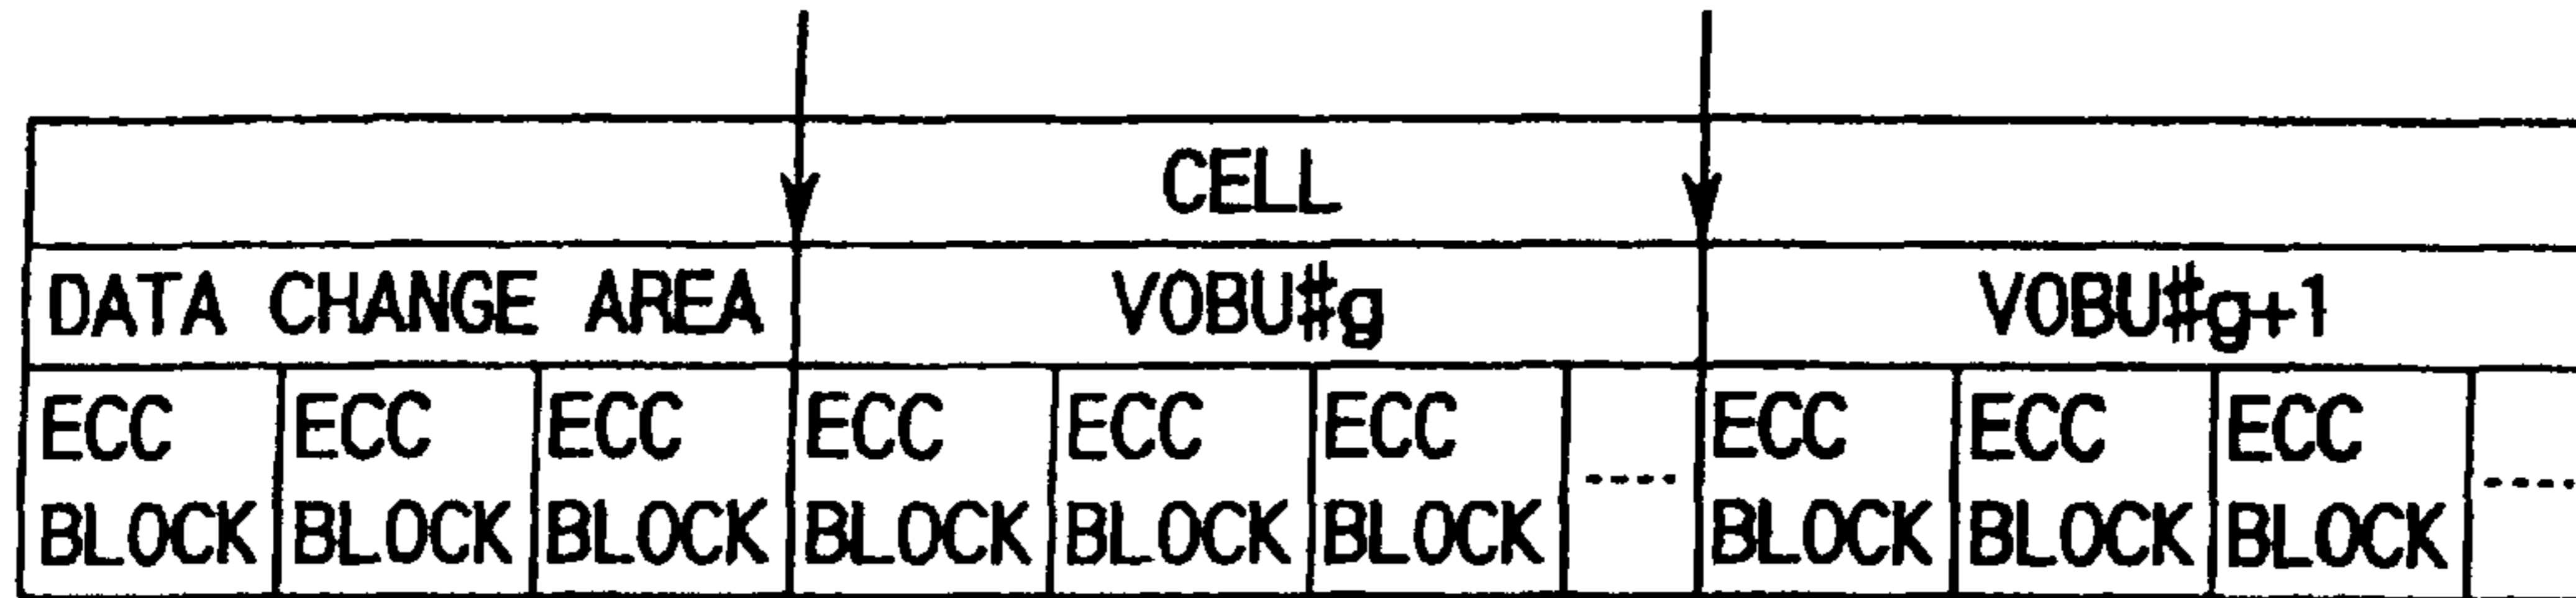 CELL
DATA CHANGE AREA VOBU#g VOBU#g+1
ECC ECC ECC ECC ECC ECC ECC ECC ECC
BLOCK BLOCK BLOCK BLOCK BLOCK BLOCK ---- BLOCK BLOCK BLOCK ----